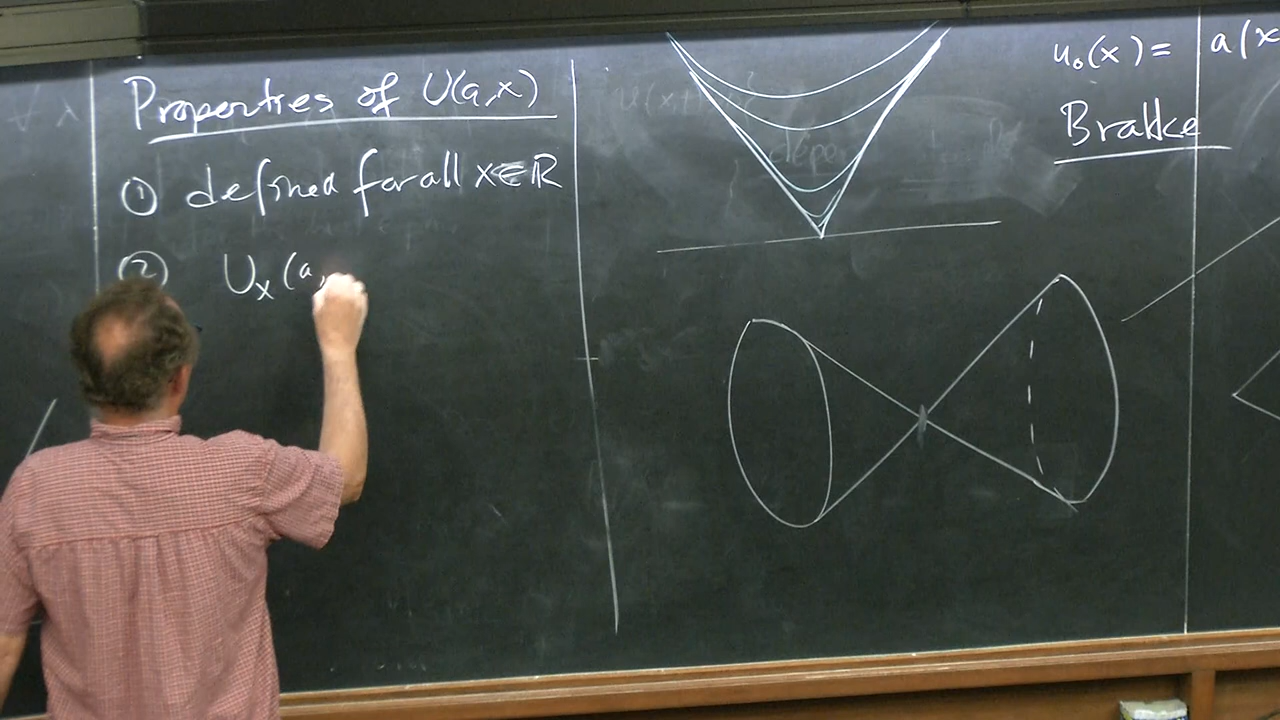 Properties of U(a,x)
① defined for all x∈ℝ
② Uₓ(a,
u₀(x) = a|x
Brakke